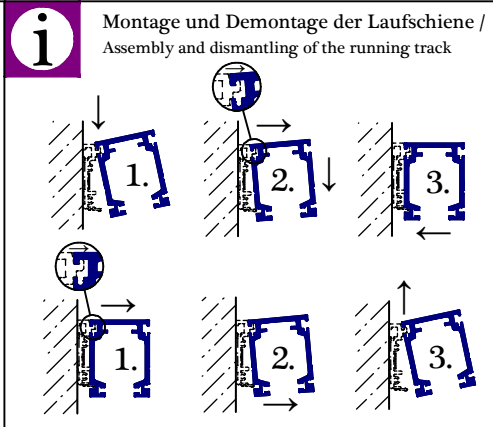 i
Montage und Demontage der Laufschiene /
Assembly and dismantling of the running track
1. 2. 3.
1. 2. 3.